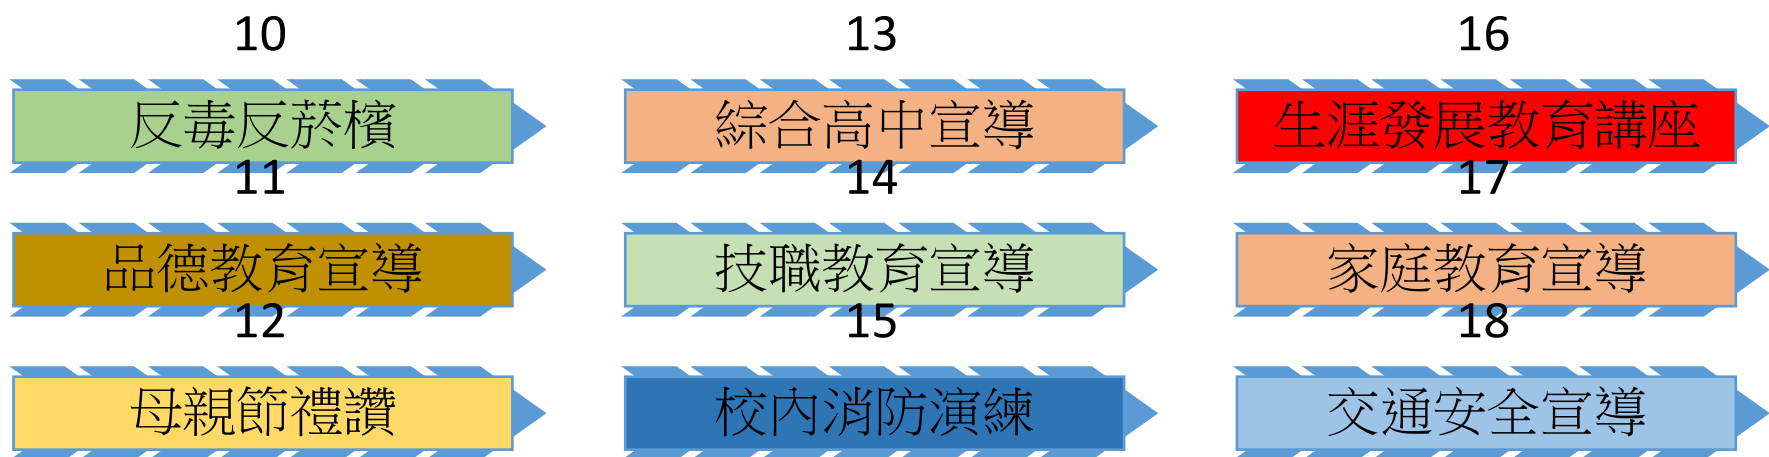 10
反毒反菸檳
11
品德教育宣導
12
母親節禮讚
13
綜合高中宣導
14
技職教育宣導
15
校內消防演練
16
生涯發展教育講座
17
家庭教育宣導
18
交通安全宣導